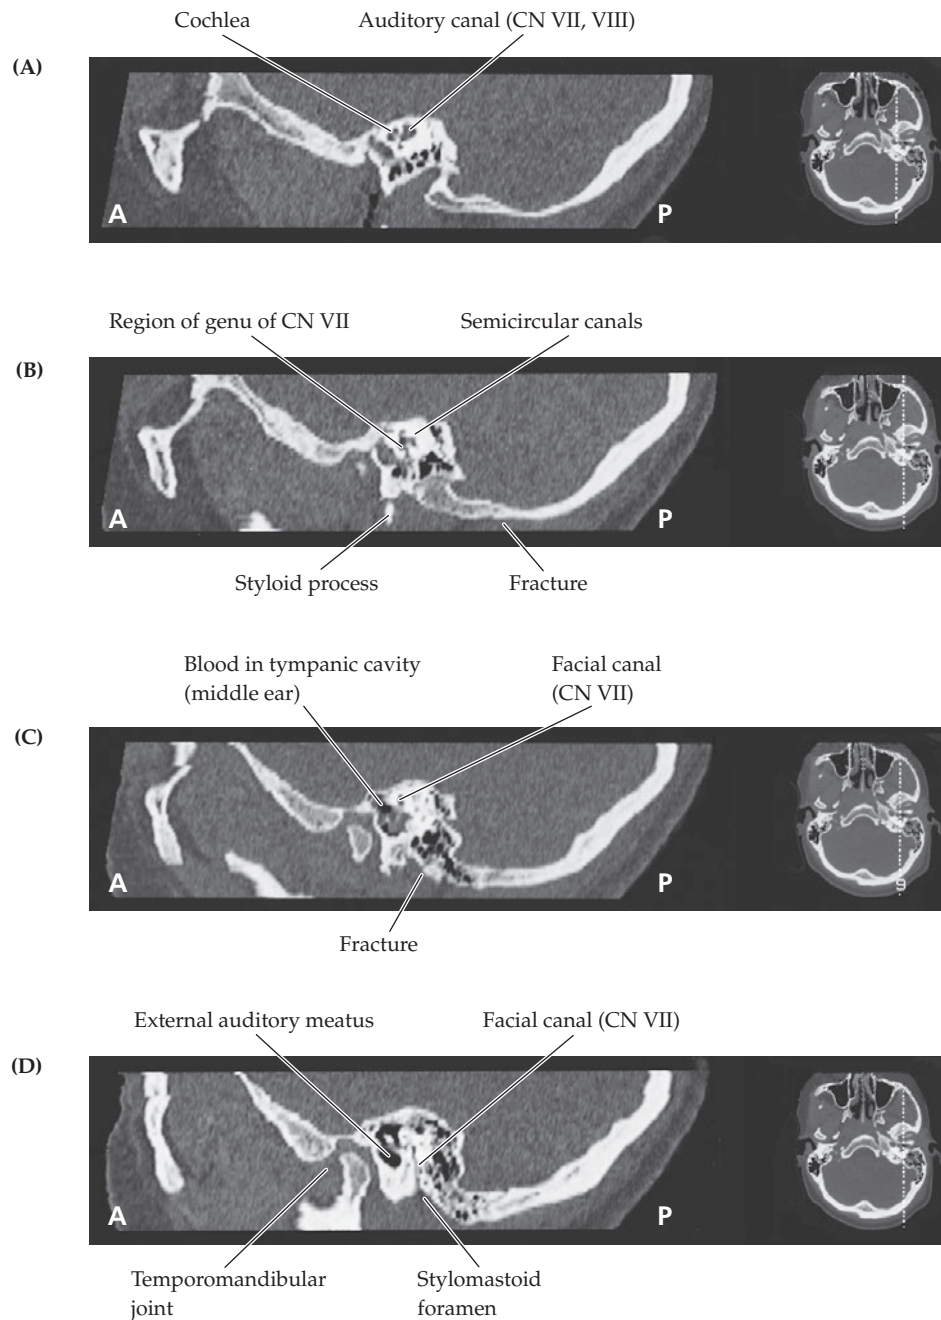 Cochlea
Auditory canal (CN VII, VIII)
(A)
A
P
Region of genu of CN VII
Semicircular canals
(B)
A
P
Styloid process
Fracture
Blood in tympanic cavity
(middle ear)
Facial canal
(CN VII)
(C)
A
P
9
Fracture
External auditory meatus
Facial canal (CN VII)
(D)
A
P
Temporomandibular
joint
Stylomastoid
foramen